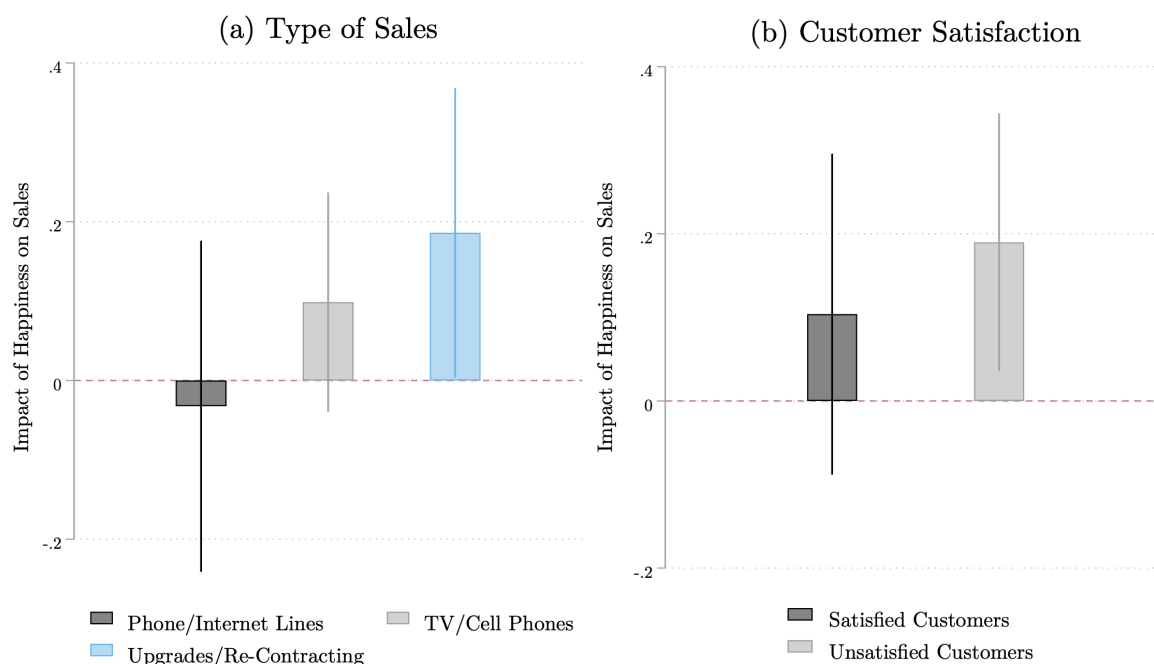 (a) Type of Sales
Impact of Happiness on Sales
.4
.2
0
-.2
Phone/Internet Lines
TV/Cell Phones
Upgrades/Re-Contracting
(b) Customer Satisfaction
Impact of Happiness on Sales
.4
.2
0
-.2
Satisfied Customers
Unsatisfied Customers